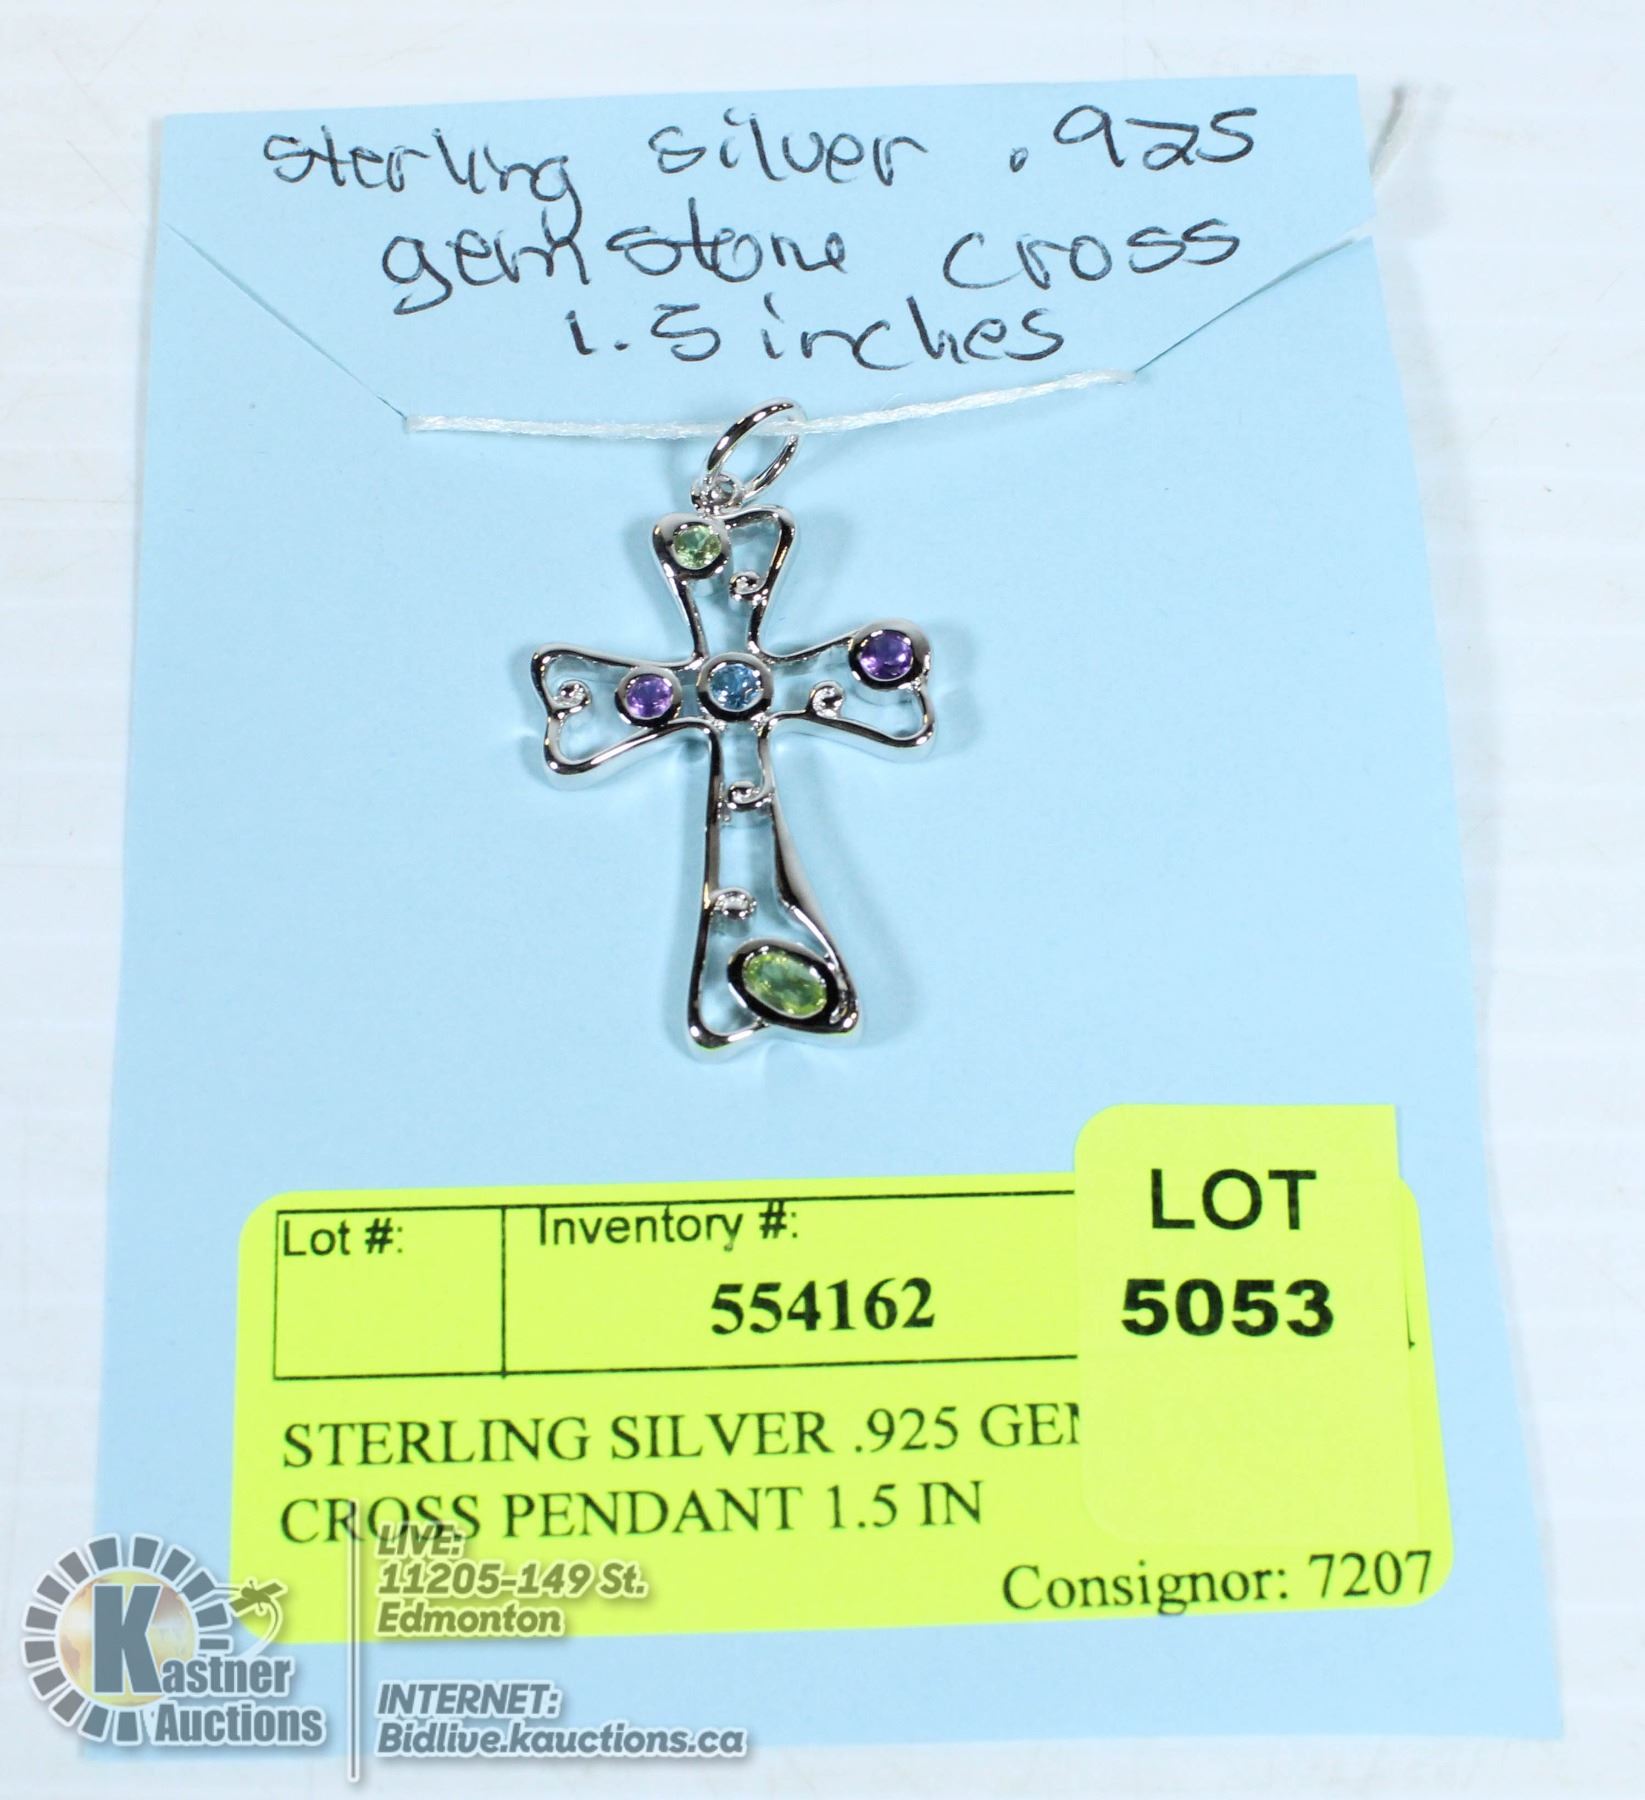 sterling silver .925
gemstone cross
1.5 inches
Lot #:
Inventory #:
554162
LOT
5053
STERLING SILVER .925 GEM
CROSS PENDANT 1.5 IN
Consignor: 7207
Kastner
Auctions
LIVE:
11205-149 St.
Edmonton
INTERNET:
Bidlive.kauctions.ca